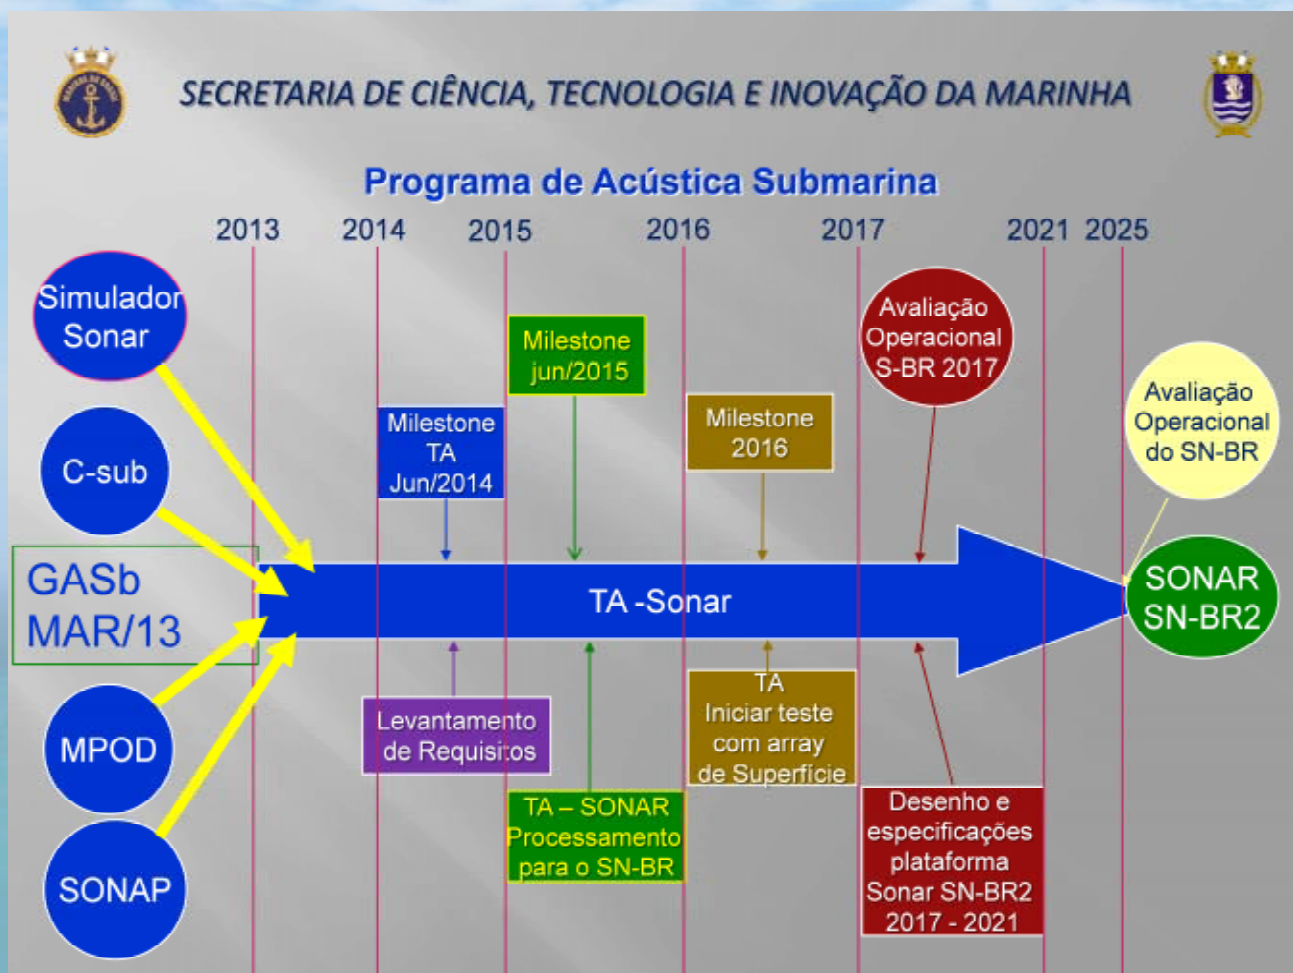 SECRETARIA DE CIÊNCIA, TECNOLOGIA E INOVAÇÃO DA MARINHA
Programa de Acústica Submarina
2013
2014
2015
2016
2017
2021
2025
Simulador
Sonar
C-sub
GASb
MAR/13
MPOD
SONAP
Milestone
TA
Jun/2014
Milestone
jun/2015
Milestone
2016
Avaliação
Operacional
S-BR 2017
Avaliação
Operacional
do SN-BR
TA -Sonar
SONAR
SN-BR2
Levantamento
de Requisitos
TA – SONAR
Processamento
para o SN-BR
TA
Iniciar teste
com array
de Superfície
Desenho e
especificações
plataforma
Sonar SN-BR2
2017 - 2021